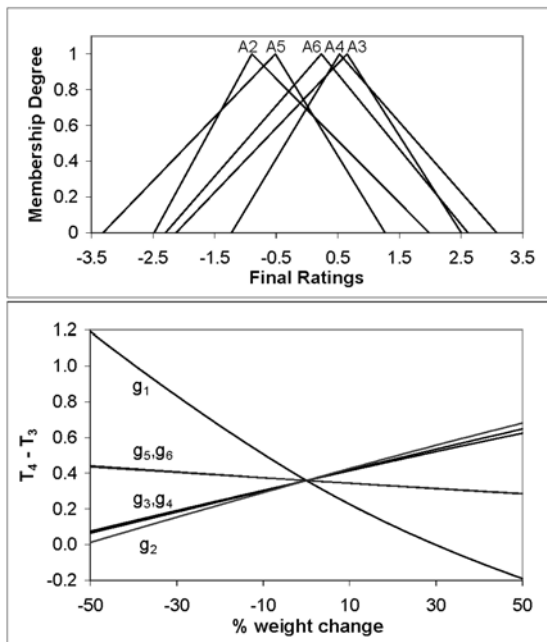 A2 A5 A6 A4 A3
Membership Degree
1
0.8
0.6
0.4
0.2
0
-3.5 -2.5 -1.5 -0.5 0.5 1.5 2.5 3.5
Final Ratings
T4 - T3
1.2
1.0
0.8
0.6
0.4
0.2
0.0
-0.2
g1
g5,g6
g3,g4
g2
-50 -30 -10 10 30 50
% weight change